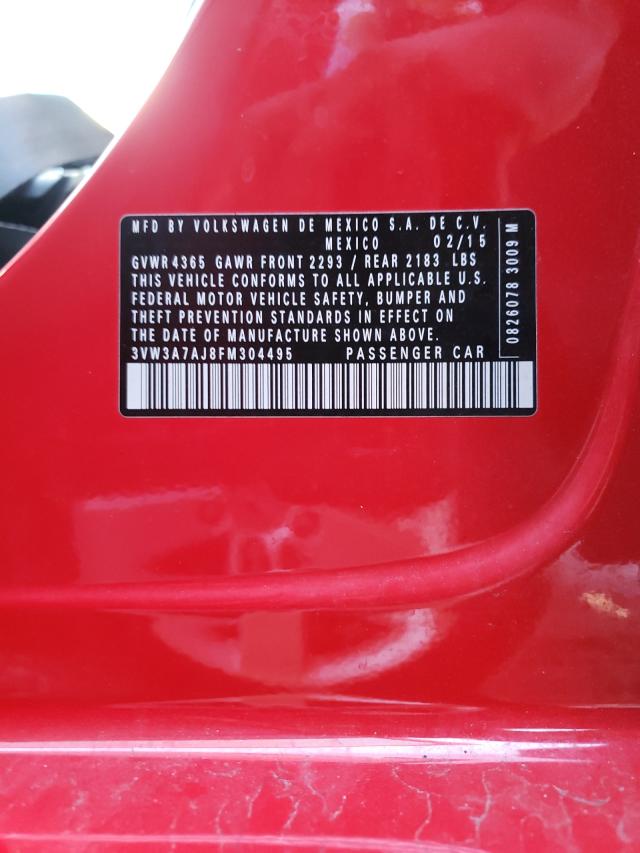 MFD BY VOLKSWAGEN DE MEXICO S.A. DE C.V.
MEXICO 02/15
GVWR 4365 GAWR FRONT 2293 / REAR 2183 LBS
THIS VEHICLE CONFORMS TO ALL APPLICABLE U.S.
FEDERAL MOTOR VEHICLE SAFETY, BUMPER AND
THEFT PREVENTION STANDARDS IN EFFECT ON
THE DATE OF MANUFACTURE SHOWN ABOVE.
3VW3A7AJ8FM304495 PASSENGER CAR
0826078 3009 M